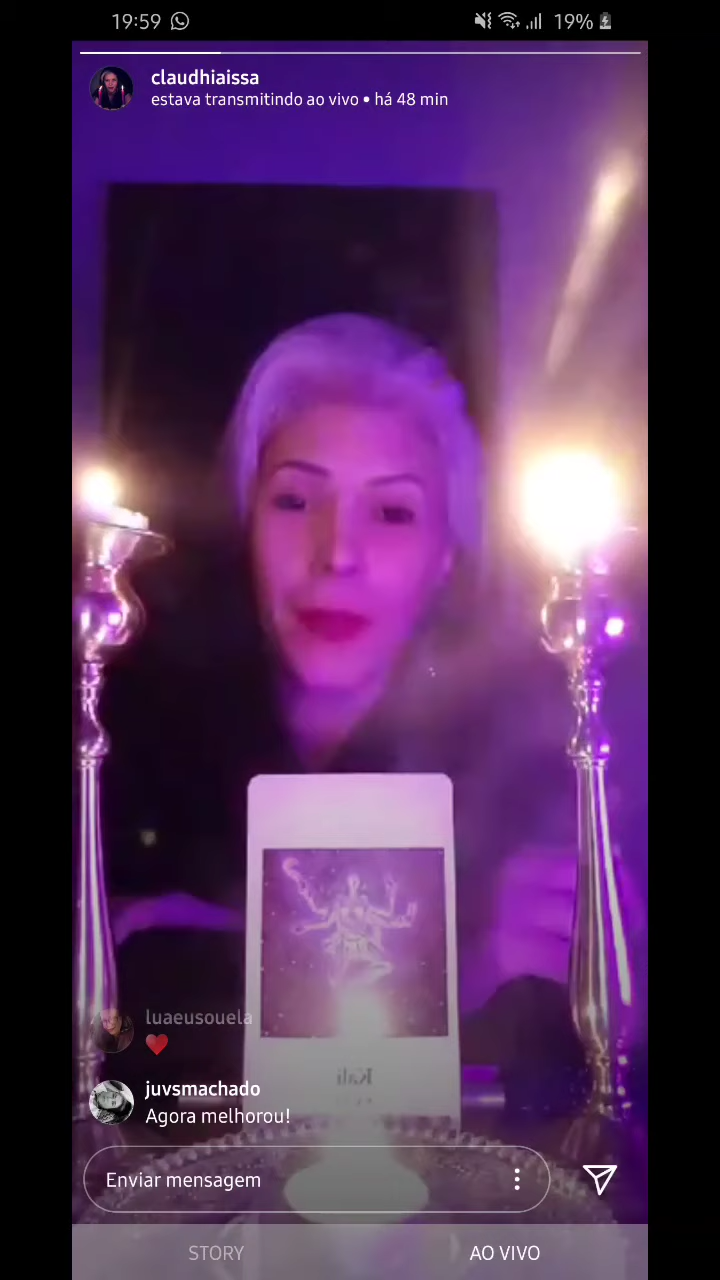 19:59
19%
claudhiaissa
estava transmitindo ao vivo • há 48 min
Kali
luaeusouela
❤️
juvsmachado
Agora melhorou!
Enviar mensagem
STORY
AO VIVO